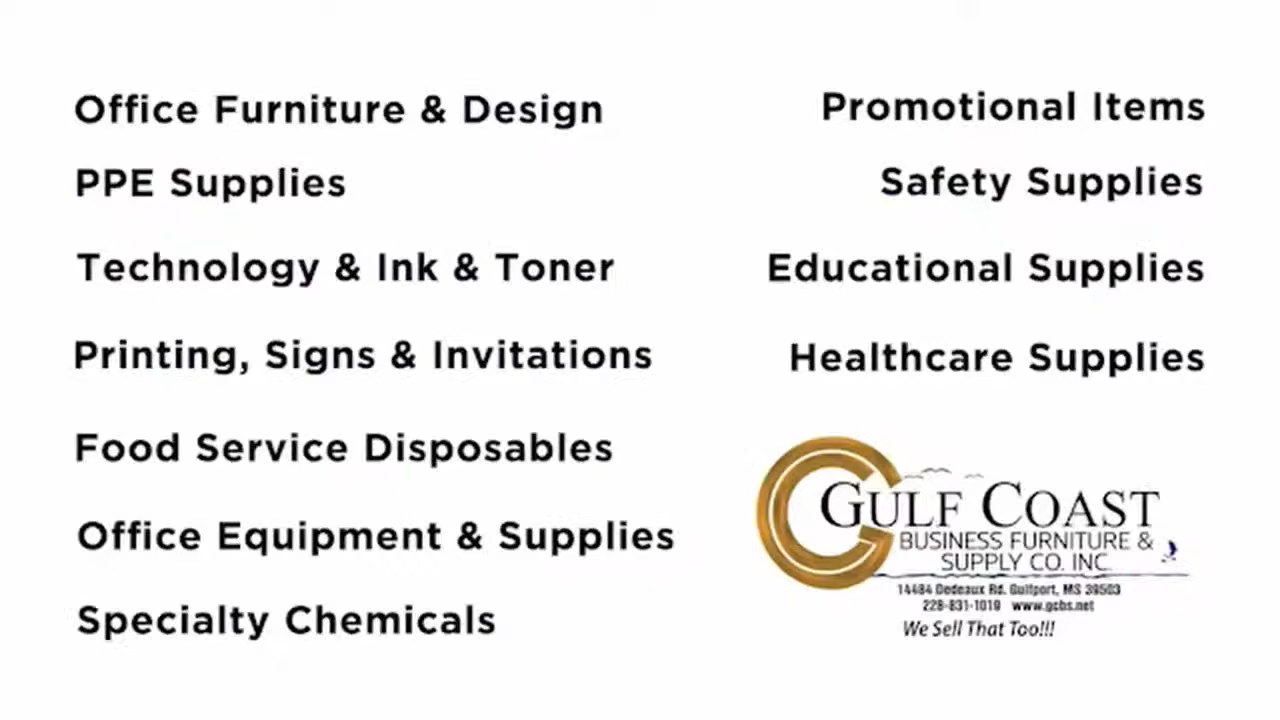 Office Furniture & Design
PPE Supplies
Technology & Ink & Toner
Printing, Signs & Invitations
Food Service Disposables
Office Equipment & Supplies
Specialty Chemicals
Promotional Items
Safety Supplies
Educational Supplies
Healthcare Supplies
GULF COAST
BUSINESS FURNITURE &
SUPPLY CO. INC
14484 Dedeaux Rd. Gulfport, MS 39503
228-831-1019 www.gcbs.net
We Sell That Too!!!